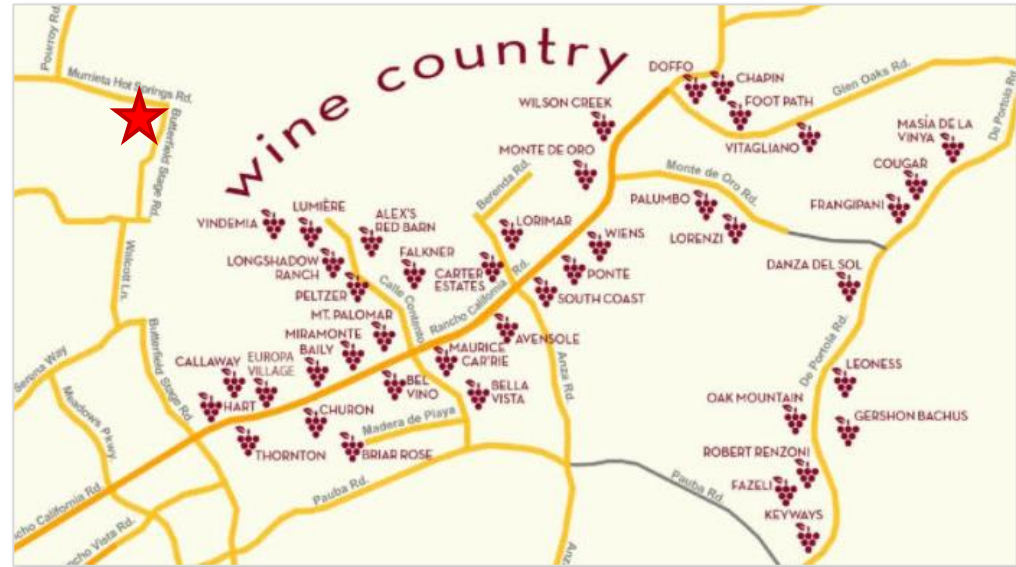 Pourroy Rd.
Murrieta Hot Springs Rd.
Butterfield Stage Rd.
wine country
DOFFO
CHAPIN
FOOT PATH
Glen Oaks Rd.
De Portola Rd.
WILSON CREEK
VITAGLIANO
MASÍA DE LA
VINYA
MONTE DE ORO
COUGAR
Berenda Rd.
Monte de Oro Rd.
PALUMBO
FRANGIPANI
LUMIÈRE
VINDEMIA
ALEX'S
RED BARN
LORIMAR
WIENS
LORENZI
Walcott Ln.
LONGSHADOW
RANCH
FALKNER
CARTER
ESTATES
PONTE
DANZA DEL SOL
PELTZER
Calle Contento
Rancho California Rd.
SOUTH COAST
MT. PALOMAR
MIRAMONTE
BAILY
AVENSOLE
MAURICE
CAR'RIE
Anza Rd.
De Portola Rd.
Serena Way
Butterfield Stage Rd
CALLAWAY
EUROPA
VILLAGE
BEL
VINO
BELLA
VISTA
LEONESS
Meadows Pkwy.
HART
CHURON
Madera de Playa
OAK MOUNTAIN
GERSHON BACHUS
THORNTON
BRIAR ROSE
ROBERT RENZONI
Pauba Rd.
Pauba Rd.
FAZELI
KEYWAYS
ncho California Rd.
ncho Vista Rd.
Anz